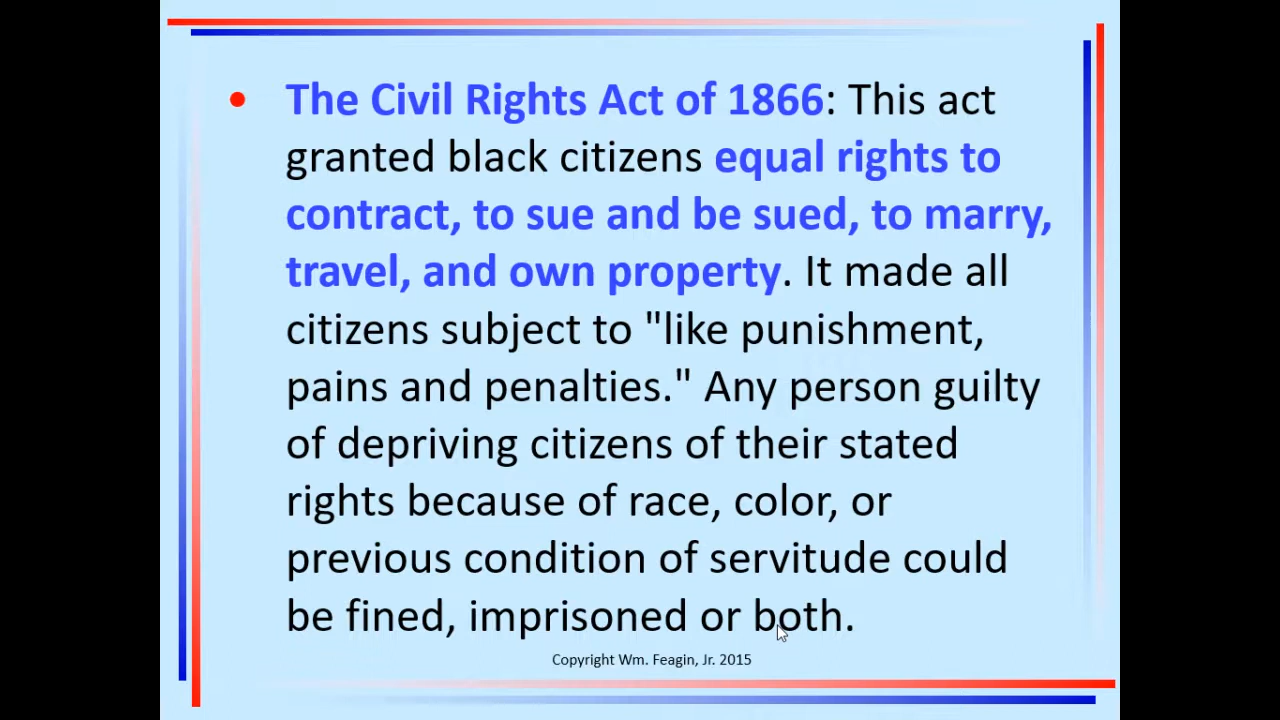 • The Civil Rights Act of 1866: This act
granted black citizens equal rights to
contract, to sue and be sued, to marry,
travel, and own property. It made all
citizens subject to "like punishment,
pains and penalties." Any person guilty
of depriving citizens of their stated
rights because of race, color, or
previous condition of servitude could
be fined, imprisoned or both.
Copyright Wm. Feagin, Jr. 2015